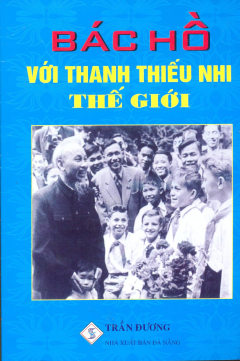 BÁC HỒ
VỚI THANH THIẾU NHI
THẾ GIỚI
TRẦN ĐƯƠNG
NHÀ XUẤT BẢN ĐÀ NẴNG